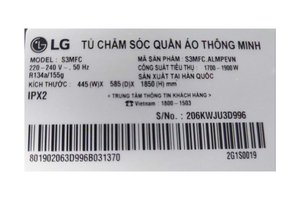 LG TỦ CHĂM SÓC QUẦN ÁO THÔNG MINH
MODEL : S3MFC MÃ SẢN PHẨM : S3MFC.ALMPEVN
220 - 240 V ~, 50 Hz CÔNG SUẤT TIÊU THỤ : 1700 - 1900 W
R134a/155g SẢN XUẤT TẠI HÀN QUỐC
KÍCH THƯỚC 445 (W)X 585 (D)X 1850 (H) mm
IPX2 • TRUNG TÂM THÔNG TIN KHÁCH HÀNG •
☎Vietnam 1800 - 1503
S/No. : 206KWJU3D996
801902063D996B031370 2G1S0019